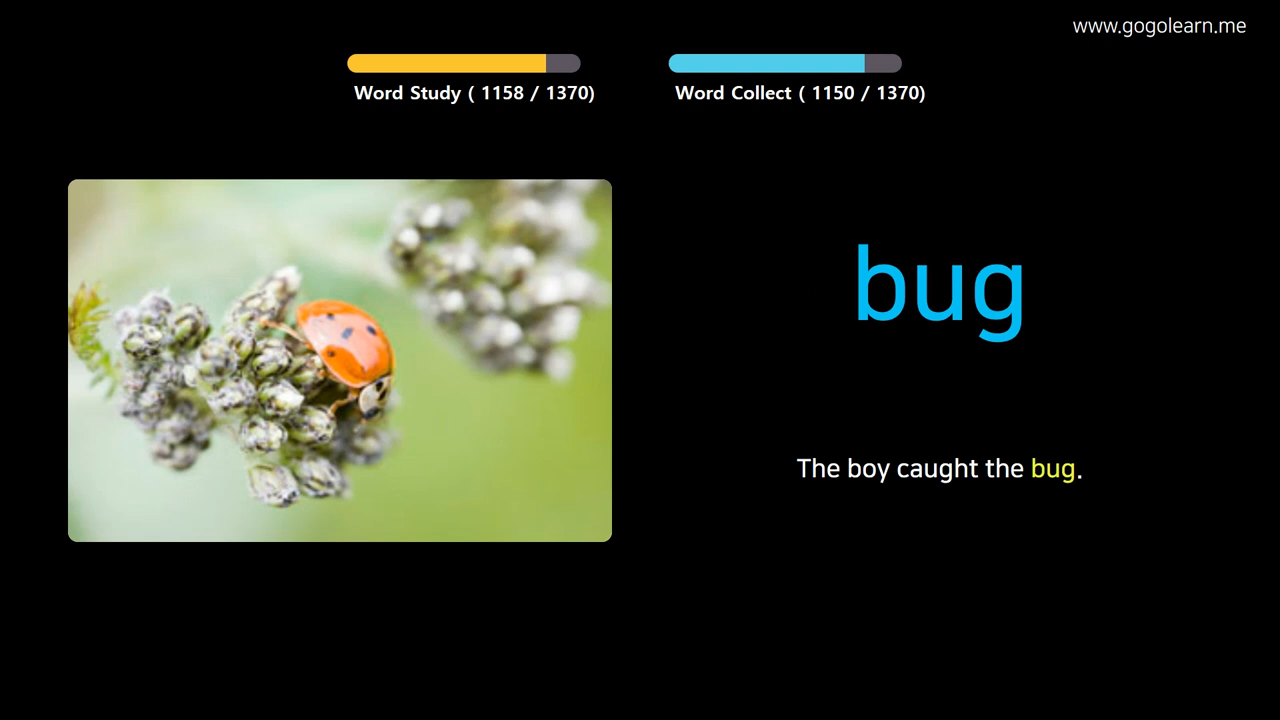 www.gogolearn.me
Word Study ( 1158 / 1370)
Word Collect ( 1150 / 1370)
bug
The boy caught the bug.